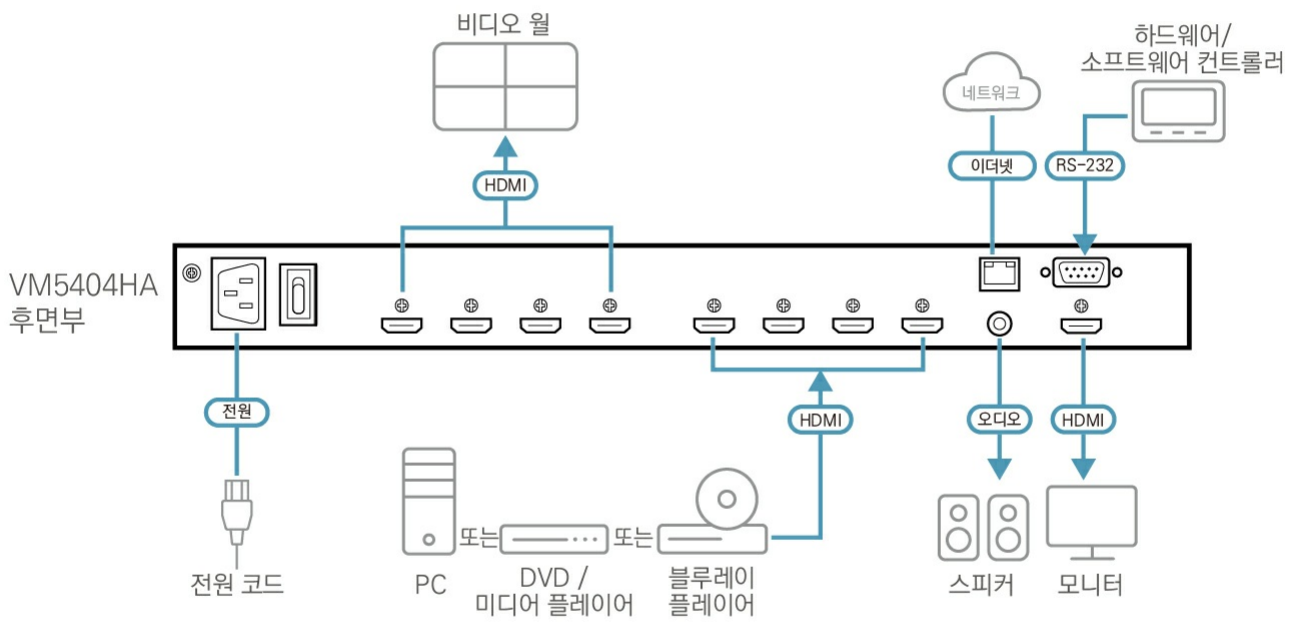 비디오 월
하드웨어/
소프트웨어 컨트롤러
네트워크
이더넷
RS-232
HDMI
VM5404HA
후면부
전원
HDMI
오디오
HDMI
또는
또는
전원 코드
PC
DVD /
미디어 플레이어
블루레이
플레이어
스피커
모니터